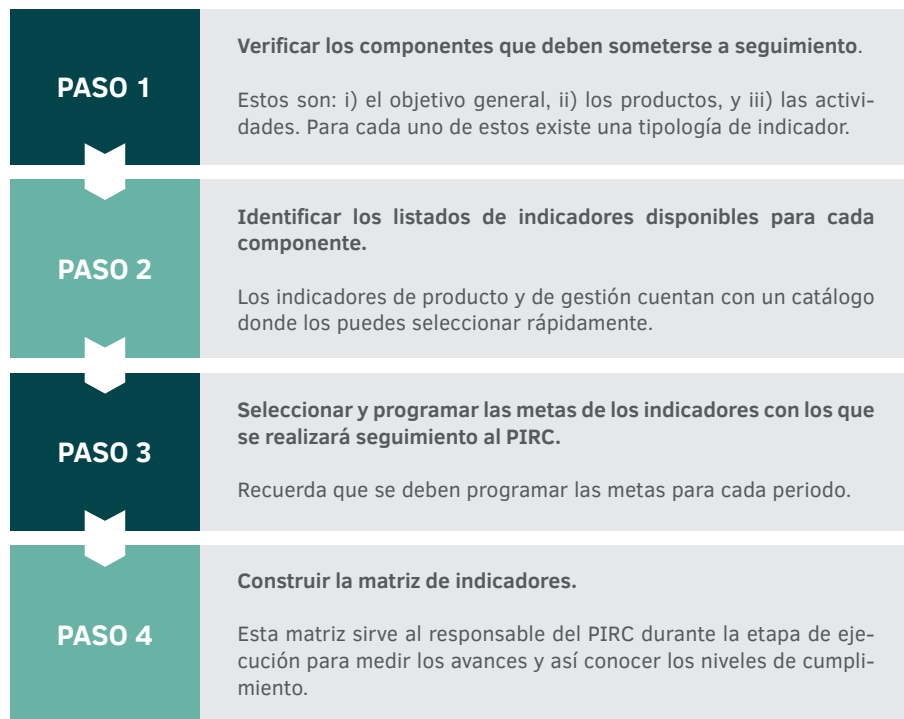 PASO 1
Verificar los componentes que deben someterse a seguimiento.
Estos son: i) el objetivo general, ii) los productos, y iii) las activi-
dades. Para cada uno de estos existe una tipología de indicador.
PASO 2
Identificar los listados de indicadores disponibles para cada
componente.
Los indicadores de producto y de gestión cuentan con un catálogo
donde los puedes seleccionar rápidamente.
PASO 3
Seleccionar y programar las metas de los indicadores con los que
se realizará seguimiento al PIRC.
Recuerda que se deben programar las metas para cada periodo.
PASO 4
Construir la matriz de indicadores.
Esta matriz sirve al responsable del PIRC durante la etapa de eje-
cución para medir los avances y así conocer los niveles de cumpli-
miento.